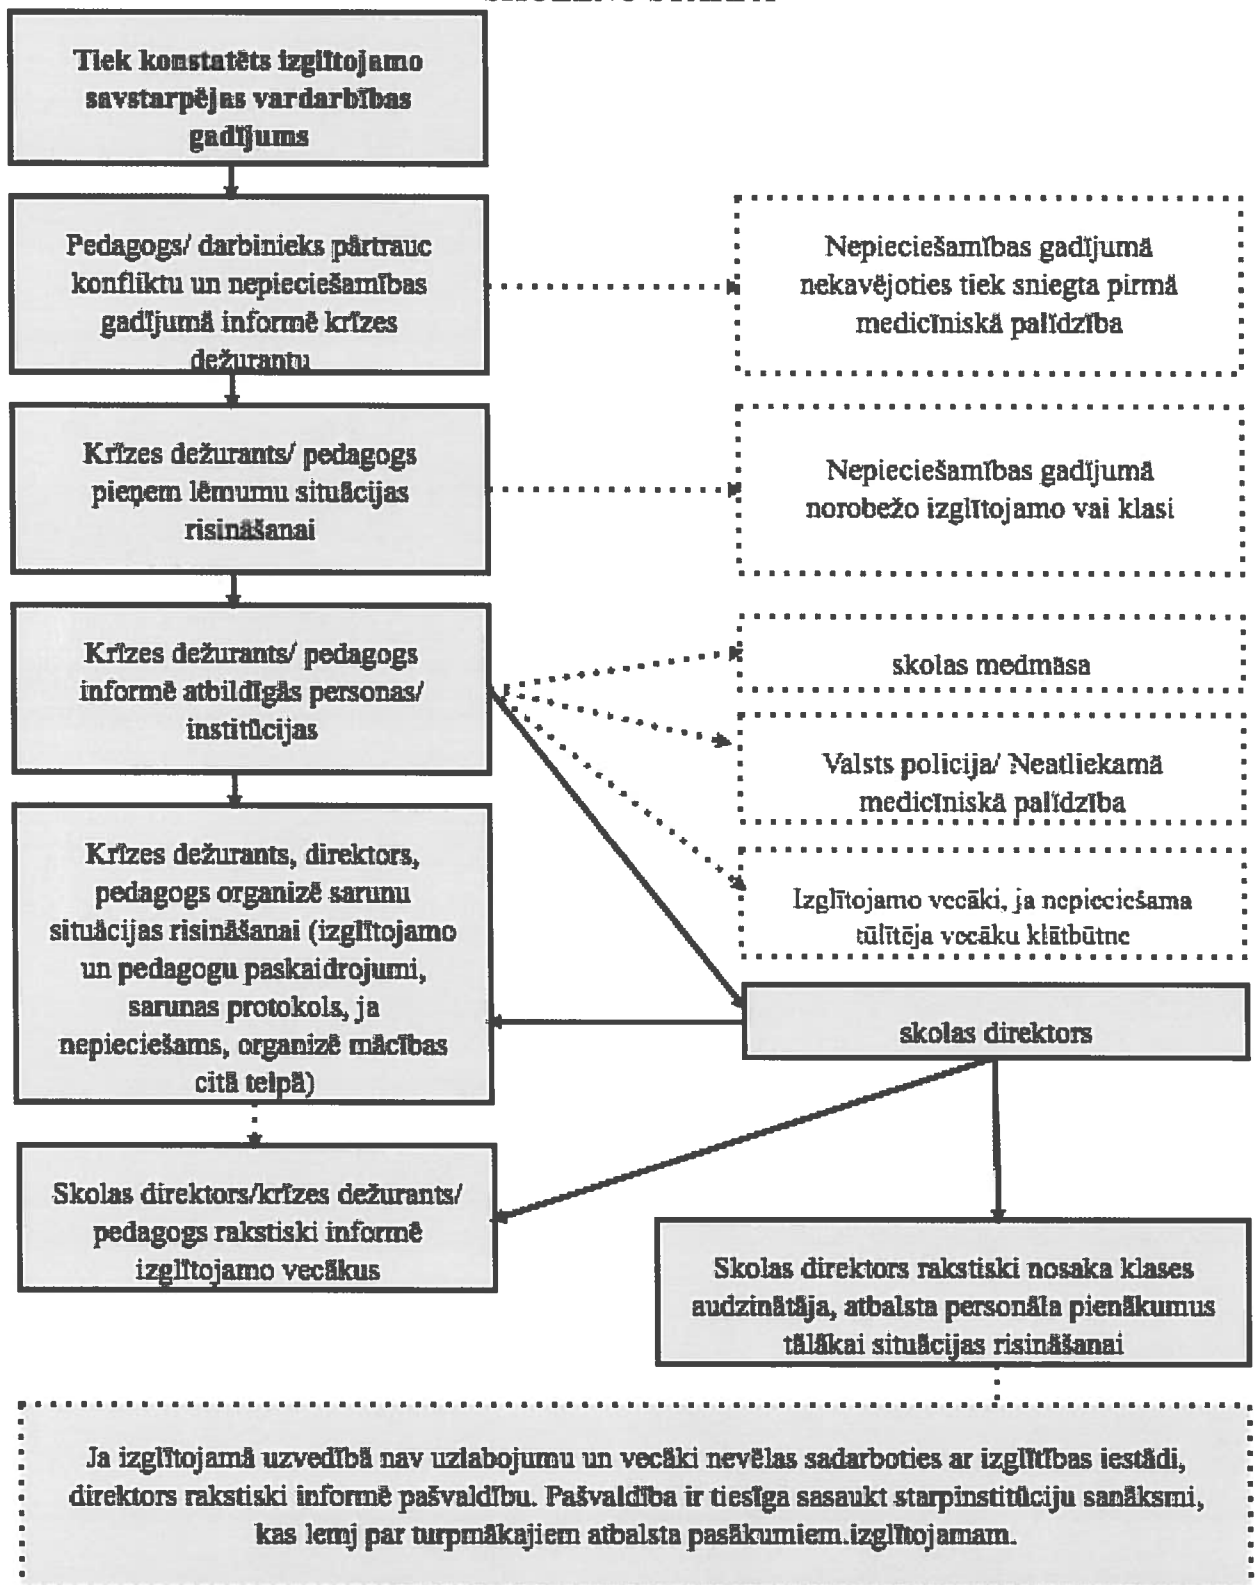 Tiek konstatēts izglītojamo
savstarpējas vardarbības
gadījums
Pedagogs/ darbinieks pārtrauc
konfliktu un nepieciešamības
gadījumā informē krīzes
dežurantu
Nepieciešamības gadījumā
nekavējoties tiek sniegta pirmā
medicīniskā palīdzība
Krīzes dežurants/ pedagogs
pieņem lēmumu situācijas
risināšanai
Nepieciešamības gadījumā
norobežo izglītojamo vai klasi
Krīzes dežurants/ pedagogs
informē atbildīgās personas/
institūcijas
skolas medmāsa
Valsts policija/ Neatliekamā
medicīniskā palīdzība
Izglītojamo vecāki, ja nepieciešama
tūlītēja vecāku klātbūtne
Krīzes dežurants, direktors,
pedagogs organizē sarunu
situācijas risināšanai (izglītojamo
un pedagogu paskaidrojumi,
sarunas protokols, ja
nepieciešams, organizē mācības
citā telpā)
skolas direktors
Skolas direktors/krīzes dežurants/
pedagogs rakstiski informē
izglītojamo vecākus
Skolas direktors rakstiski nosaka klases
audzinātāja, atbalsta personāla pienākumus
tālākai situācijas risināšanai
Ja izglītojamā uzvedībā nav uzlabojumu un vecāki nevēlas sadarboties ar izglītības iestādi,
direktors rakstiski informē pašvaldību. Pašvaldība ir tiesīga sasaukt starpinstitūciju sanāksmi,
kas lemj par turpmākajiem atbalsta pasākumiem.izglītojamam.